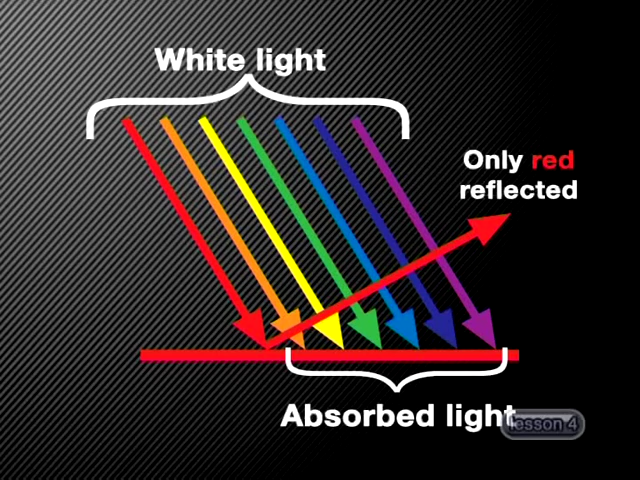 White light
Only red
reflected
Absorbed light
lesson 4